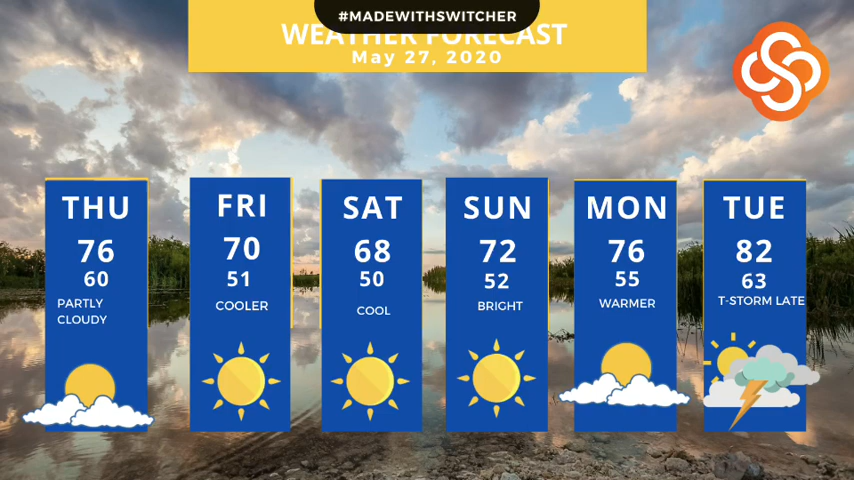 #MADEWITHSWITCHER
WEATHER FORECAST
May 27, 2020
THU
76
60
PARTLY
CLOUDY
FRI
70
51
COOLER
SAT
68
50
COOL
SUN
72
52
BRIGHT
MON
76
55
WARMER
TUE
82
63
T-STORM LATE